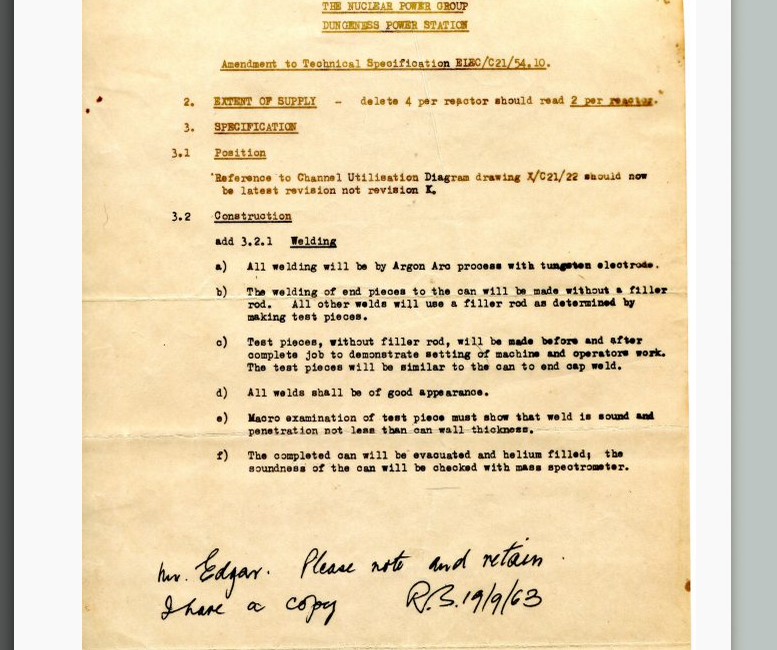 THE NUCLEAR POWER GROUP
DUNGENESS POWER STATION
Amendment to Technical Specification ELEC/C21/54.10.
2. EXTENT OF SUPPLY - delete 4 per reactor should read 2 per reactor.
3. SPECIFICATION
3.1 Position
Reference to Channel Utilisation Diagram drawing X/C21/22 should now
be latest revision not revision K.
3.2 Construction
add 3.2.1 Welding
a) All welding will be by Argon Arc process with tungsten electrode.
b) The welding of end pieces to the can will be made without a filler
rod. All other welds will use a filler rod as determined by
making test pieces.
c) Test pieces, without filler rod, will be made before and after
complete job to demonstrate setting of machine and operators work.
The test pieces will be similar to the can to end cap weld.
d) All welds shall be of good appearance.
e) Macro examination of test piece must show that weld is sound and
penetration not less than can wall thickness.
f) The completed can will be evacuated and helium filled; the
soundness of the can will be checked with mass spectrometer.
Mr. Edgar. Please note and retain.
I have a copy R.B. 19/9/63